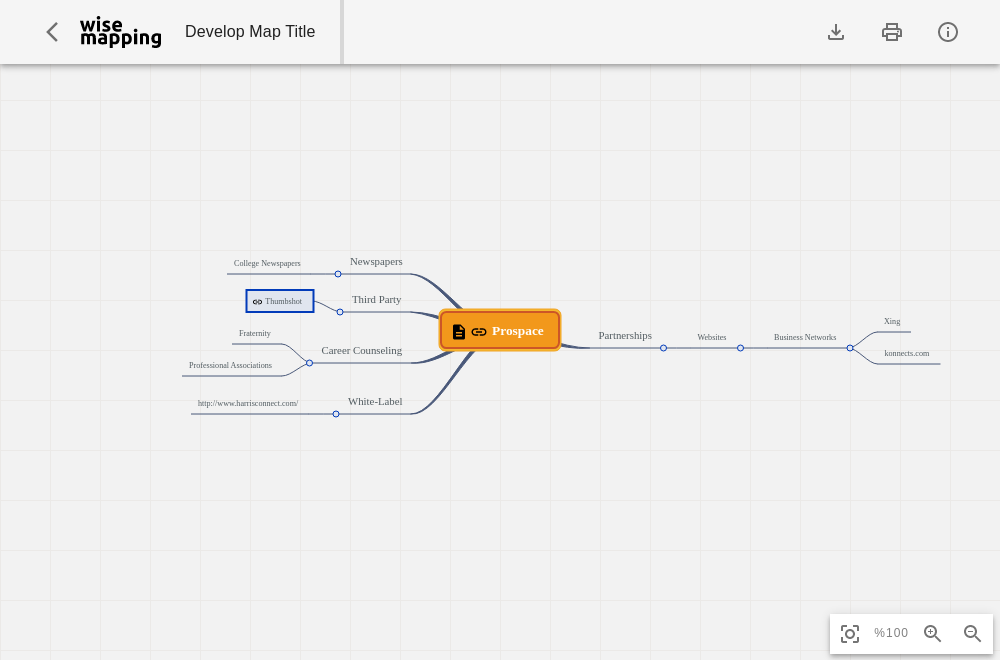 wise
mapping
Develop Map Title
College Newspapers
Newspapers
Thumbshot
Third Party
Fraternity
Professional Associations
Career Counseling
http://www.harrisconnect.com/
White-Label
Prospace
Partnerships
Websites
Business Networks
Xing
konnects.com
%100